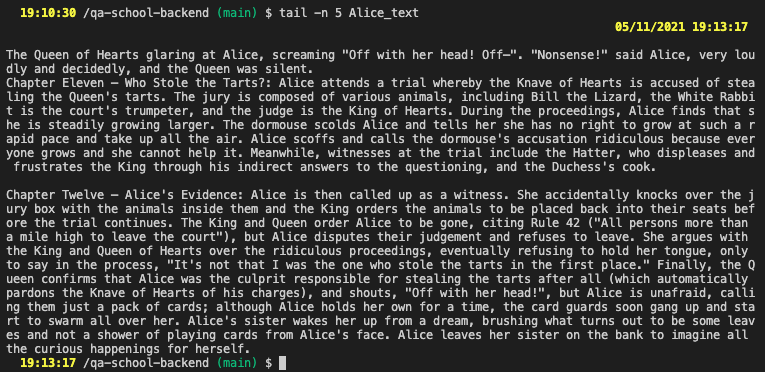 19:10:30 /qa-school-backend (main) $ tail -n 5 Alice_text
05/11/2021 19:13:17
The Queen of Hearts glaring at Alice, screaming "Off with her head! Off—". "Nonsense!" said Alice, very lou
dly and decidedly, and the Queen was silent.
Chapter Eleven – Who Stole the Tarts?: Alice attends a trial whereby the Knave of Hearts is accused of stea
ling the Queen's tarts. The jury is composed of various animals, including Bill the Lizard, the White Rabbi
t is the court's trumpeter, and the judge is the King of Hearts. During the proceedings, Alice finds that s
he is steadily growing larger. The dormouse scolds Alice and tells her she has no right to grow at such a r
apid pace and take up all the air. Alice scoffs and calls the dormouse's accusation ridiculous because ever
yone grows and she cannot help it. Meanwhile, witnesses at the trial include the Hatter, who displeases and
 frustrates the King through his indirect answers to the questioning, and the Duchess's cook.

Chapter Twelve – Alice's Evidence: Alice is then called up as a witness. She accidentally knocks over the j
ury box with the animals inside them and the King orders the animals to be placed back into their seats bef
ore the trial continues. The King and Queen order Alice to be gone, citing Rule 42 ("All persons more than
a mile high to leave the court"), but Alice disputes their judgement and refuses to leave. She argues with
the King and Queen of Hearts over the ridiculous proceedings, eventually refusing to hold her tongue, only
to say in the process, "It's not that I was the one who stole the tarts in the first place." Finally, the Q
ueen confirms that Alice was the culprit responsible for stealing the tarts after all (which automatically
pardons the Knave of Hearts of his charges), and shouts, "Off with her head!", but Alice is unafraid, calli
ng them just a pack of cards; although Alice holds her own for a time, the card guards soon gang up and sta
rt to swarm all over her. Alice's sister wakes her up from a dream, brushing what turns out to be some leav
es and not a shower of playing cards from Alice's face. Alice leaves her sister on the bank to imagine all
the curious happenings for herself.
19:13:17 /qa-school-backend (main) $